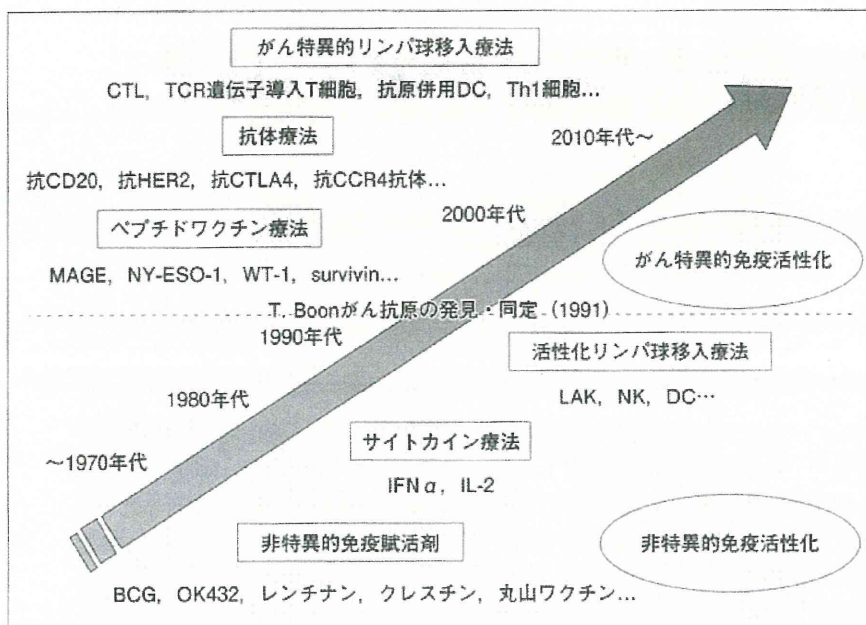 がん特異的リンパ球移入療法
CTL，TCR遺伝子導入T細胞，抗原併用DC，Th1細胞…
抗体療法
2010年代～
抗CD20，抗HER2，抗CTLA4，抗CCR4抗体…
2000年代
ペプチドワクチン療法
がん特異的免疫活性化
MAGE，NY-ESO-1，WT-1，survivin…
T. Boonがん抗原の発見・同定（1991）
1990年代
活性化リンパ球移入療法
1980年代
LAK，NK，DC…
サイトカイン療法
～1970年代
IFNα，IL-2
非特異的免疫賦活剤
非特異的免疫活性化
BCG，OK432，レンチナン，クレスチン，丸山ワクチン…